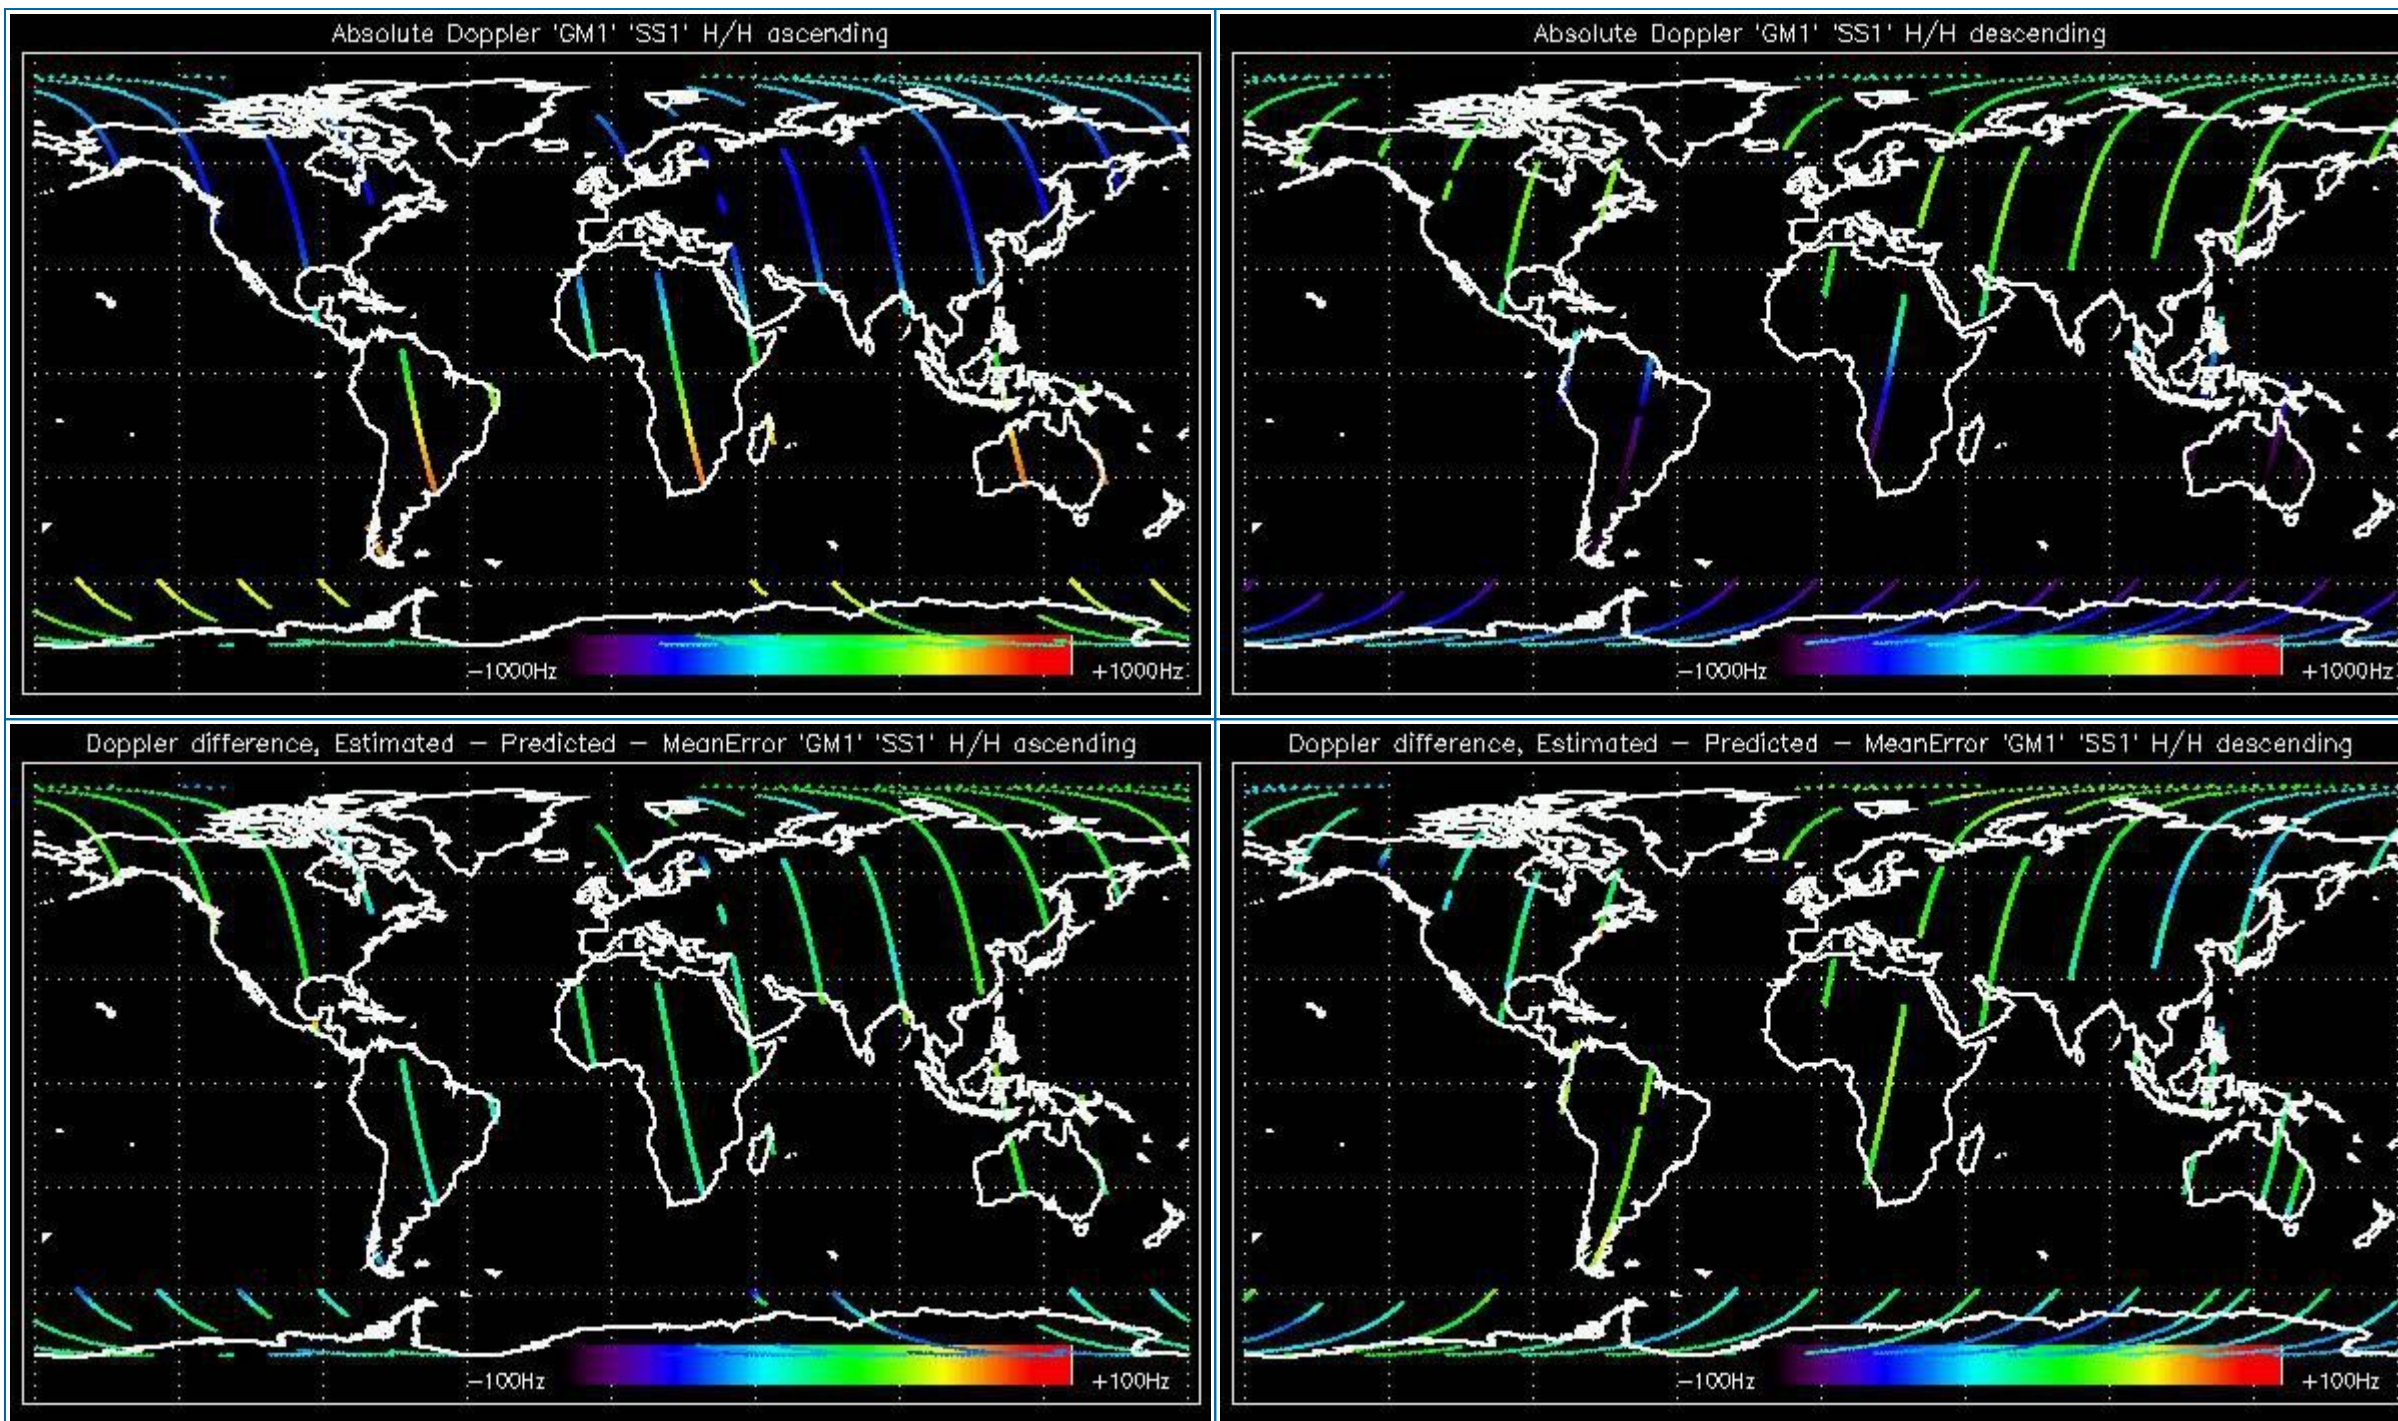 Absolute Doppler 'GM1' 'SS1' H/H ascending
-1000Hz +1000Hz
Absolute Doppler 'GM1' 'SS1' H/H descending
-1000Hz +1000Hz
Doppler difference, Estimated - Predicted - MeanError 'GM1' 'SS1' H/H ascending
-100Hz +100Hz
Doppler difference, Estimated - Predicted - MeanError 'GM1' 'SS1' H/H descending
-100Hz +100Hz